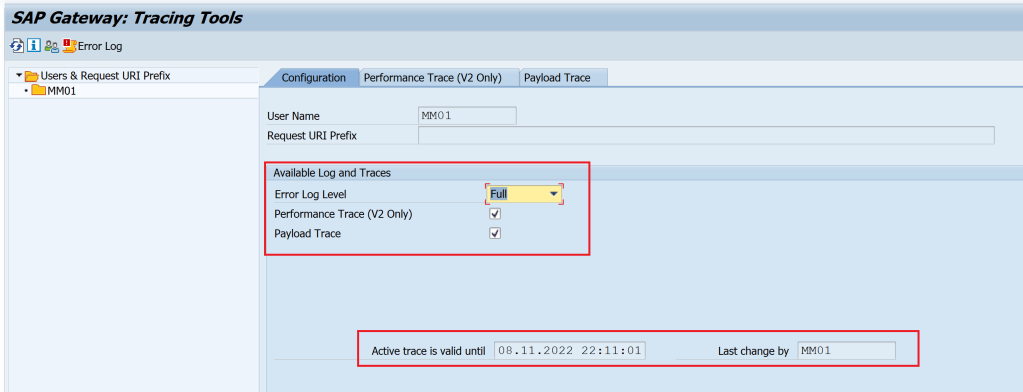 SAP Gateway: Tracing Tools
Error Log
Users & Request URI Prefix
MM01
Configuration Performance Trace (V2 Only) Payload Trace
User Name MM01
Request URI Prefix
Available Log and Traces
Error Log Level Full
Performance Trace (V2 Only)
Payload Trace
Active trace is valid until 08.11.2022 22:11:01 Last change by MM01